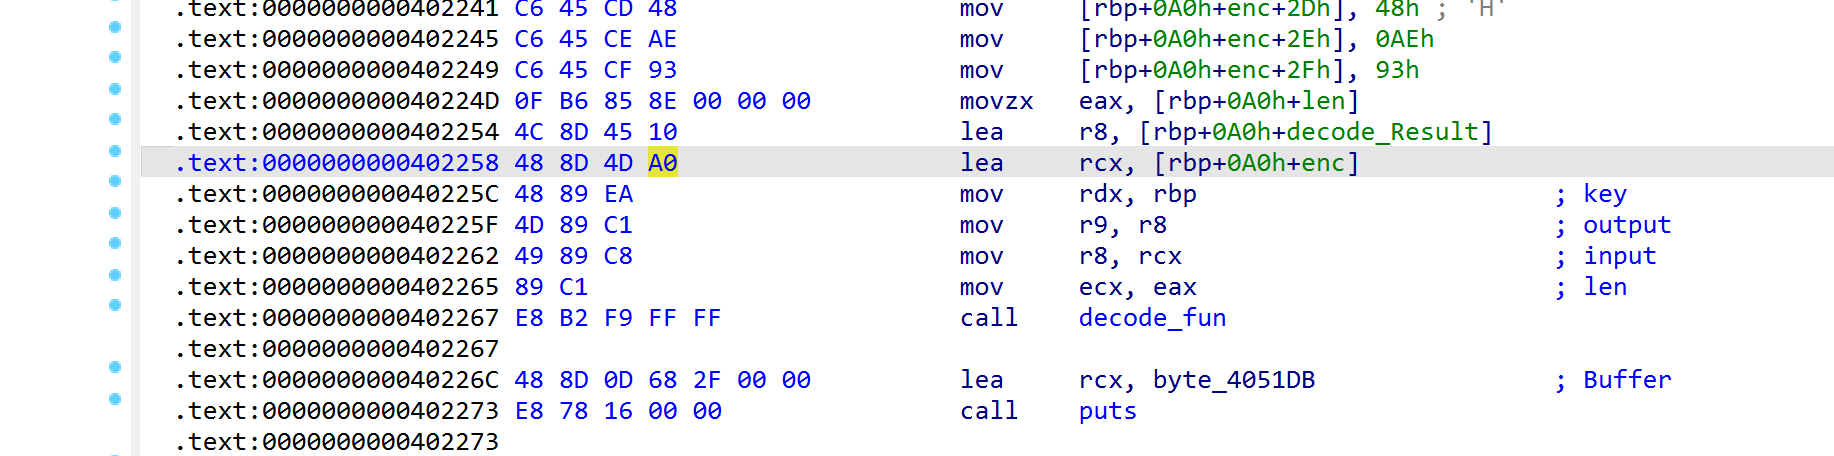 .text:0000000000402241 C6 45 CD 48 mov [rbp+0A0h+enc+2Dh], 48h ; 'H'
.text:0000000000402245 C6 45 CE AE mov [rbp+0A0h+enc+2Eh], 0AEh
.text:0000000000402249 C6 45 CF 93 mov [rbp+0A0h+enc+2Fh], 93h
.text:000000000040224D 0F B6 85 8E 00 00 00 movzx eax, [rbp+0A0h+len]
.text:0000000000402254 4C 8D 45 10 lea r8, [rbp+0A0h+decode_Result]
.text:0000000000402258 48 8D 4D A0 lea rcx, [rbp+0A0h+enc]
.text:000000000040225C 48 89 EA mov rdx, rbp ; key
.text:000000000040225F 4D 89 C1 mov r9, r8 ; output
.text:0000000000402262 49 89 C8 mov r8, rcx ; input
.text:0000000000402265 89 C1 mov ecx, eax ; len
.text:0000000000402267 E8 B2 F9 FF FF call decode_fun
.text:0000000000402267
.text:000000000040226C 48 8D 0D 68 2F 00 00 lea rcx, byte_4051DB ; Buffer
.text:0000000000402273 E8 78 16 00 00 call puts
.text:0000000000402273